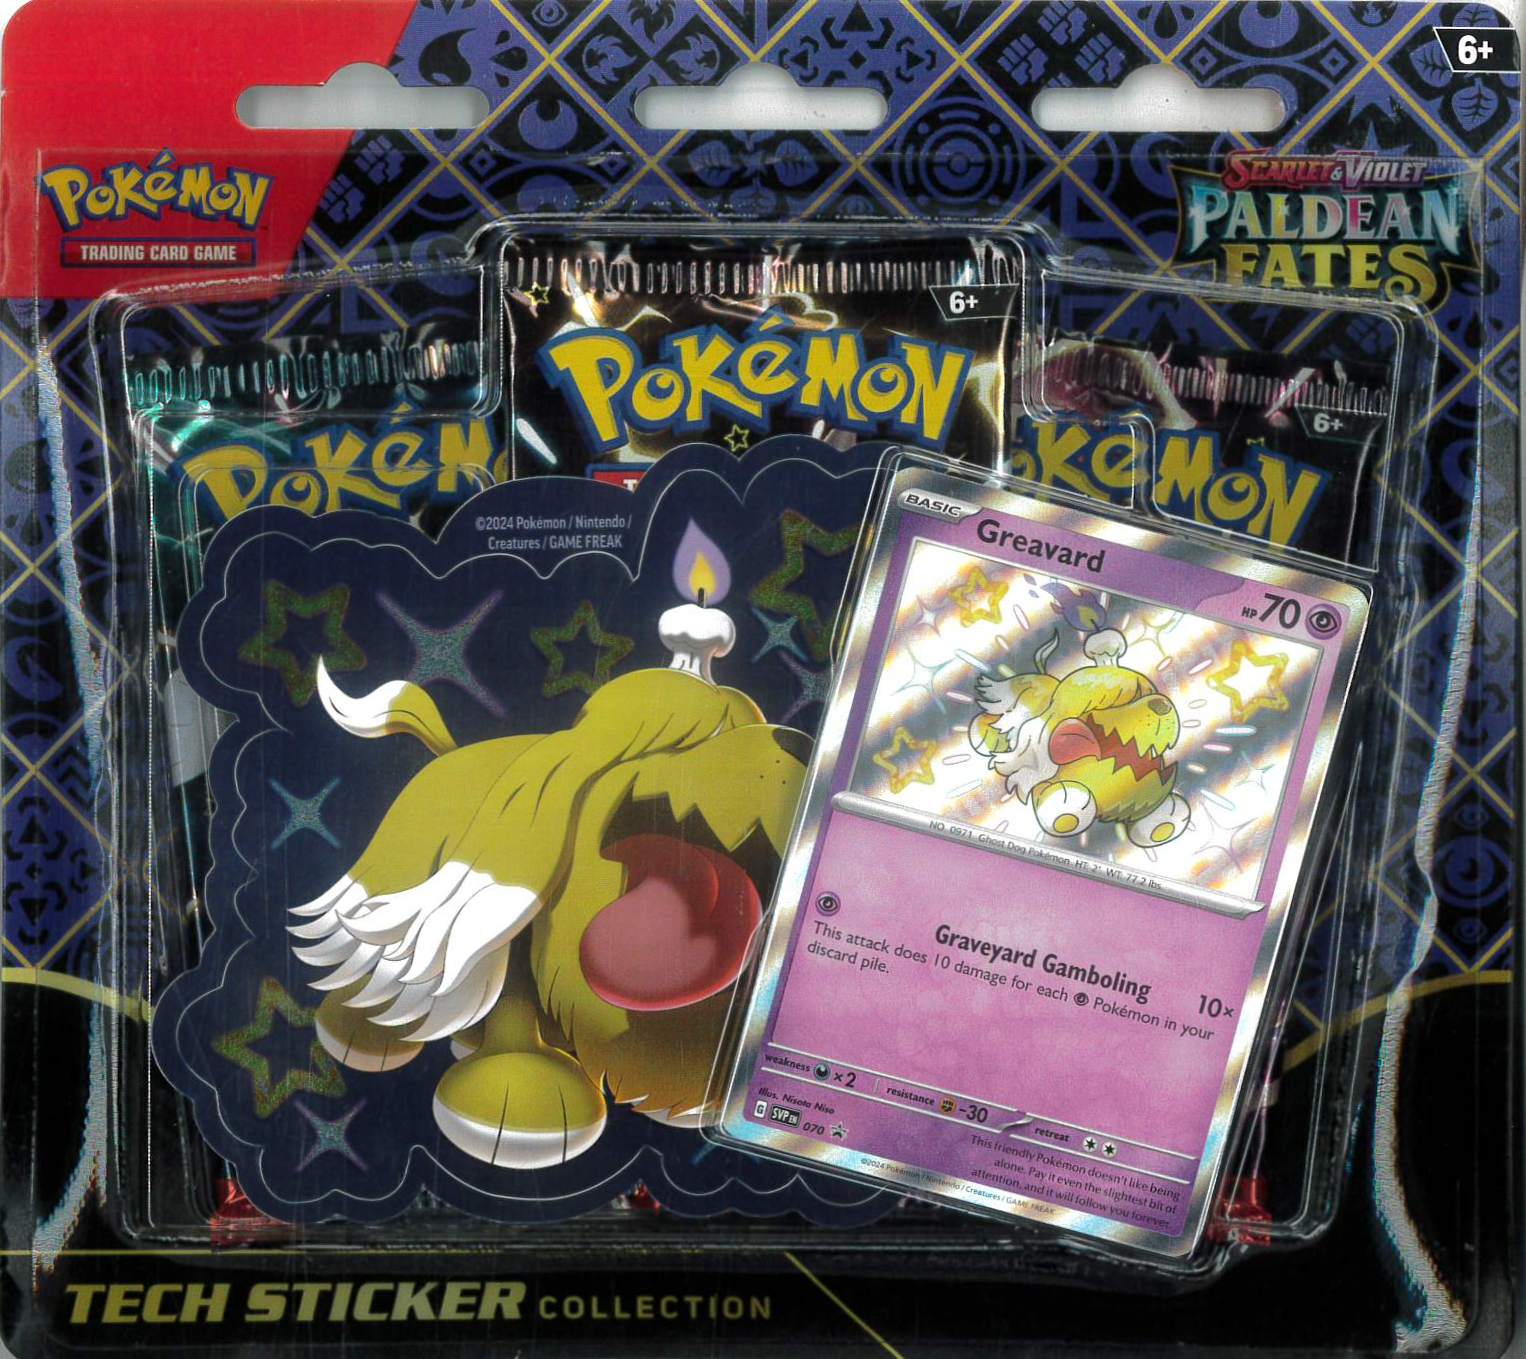 6+
POKéMON
TRADING CARD GAME
SCARLET & VIOLET
PALDEAN
FATES
6+
POKéMON
6+
POKéM
KéMON
©2024 Pokémon / Nintendo /
Creatures / GAME FREAK
BASIC
Greavard
HP 70
NO. 0971 Ghost Dog Pokémon HT: 2' WT: 77.2 lbs.
Graveyard Gamboling 10×
This attack does 10 damage for each Pokémon in your
discard pile.
weakness ×2 resistance -30 retreat
Illus. Nisota Niso
G SVP EN 070
This friendly Pokémon doesn't like being
alone. Pay it even the slightest bit of
attention, and it will follow you forever.
©2024 Pokémon / Nintendo / Creatures / GAME FREAK
TECH STICKER COLLECTION